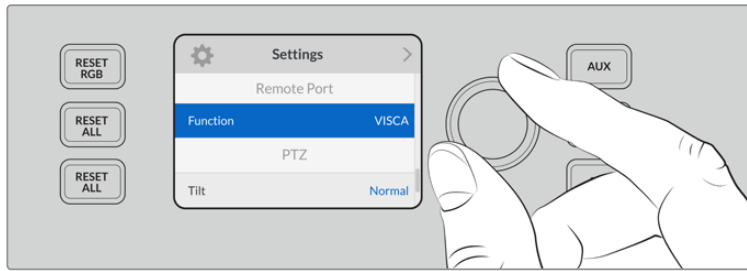 RESET
RGB
RESET
ALL
RESET
ALL
Settings
Remote Port
Function VISCA
PTZ
Tilt Normal
AUX